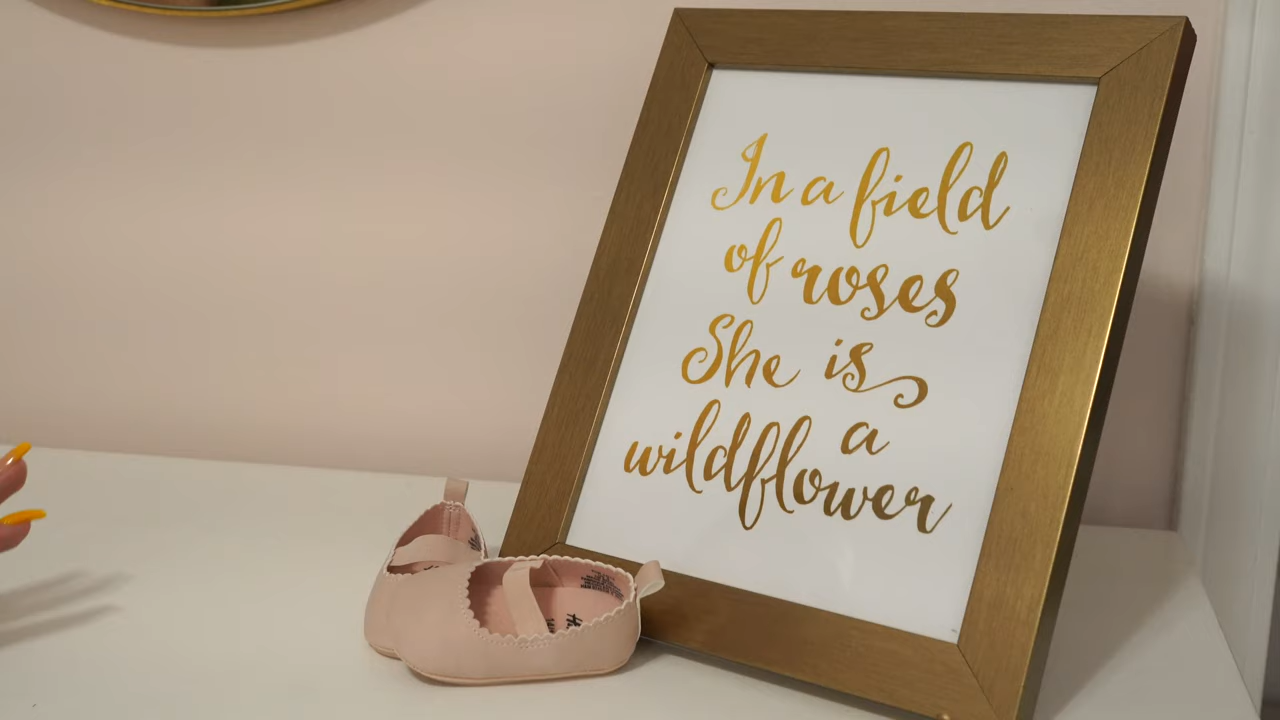 In a field
of roses
She is
a
wildflower